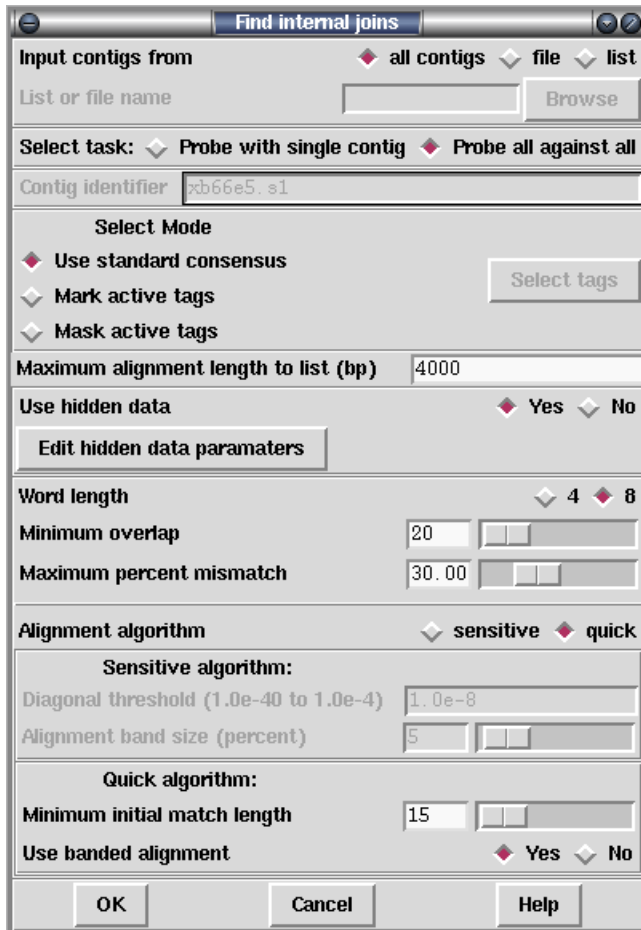 Find internal joins
Input contigs from all contigs file list
List or file name Browse
Select task: Probe with single contig Probe all against all
Contig identifier xb66e5.s1
Select Mode
Use standard consensus
Select tags
Mark active tags
Mask active tags
Maximum alignment length to list (bp) 4000
Use hidden data Yes No
Edit hidden data paramaters
Word length 4 8
Minimum overlap 20
Maximum percent mismatch 30.00
Alignment algorithm sensitive quick
Sensitive algorithm:
Diagonal threshold (1.0e-40 to 1.0e-4) 1.0e-8
Alignment band size (percent) 5
Quick algorithm:
Minimum initial match length 15
Use banded alignment Yes No
OK Cancel Help